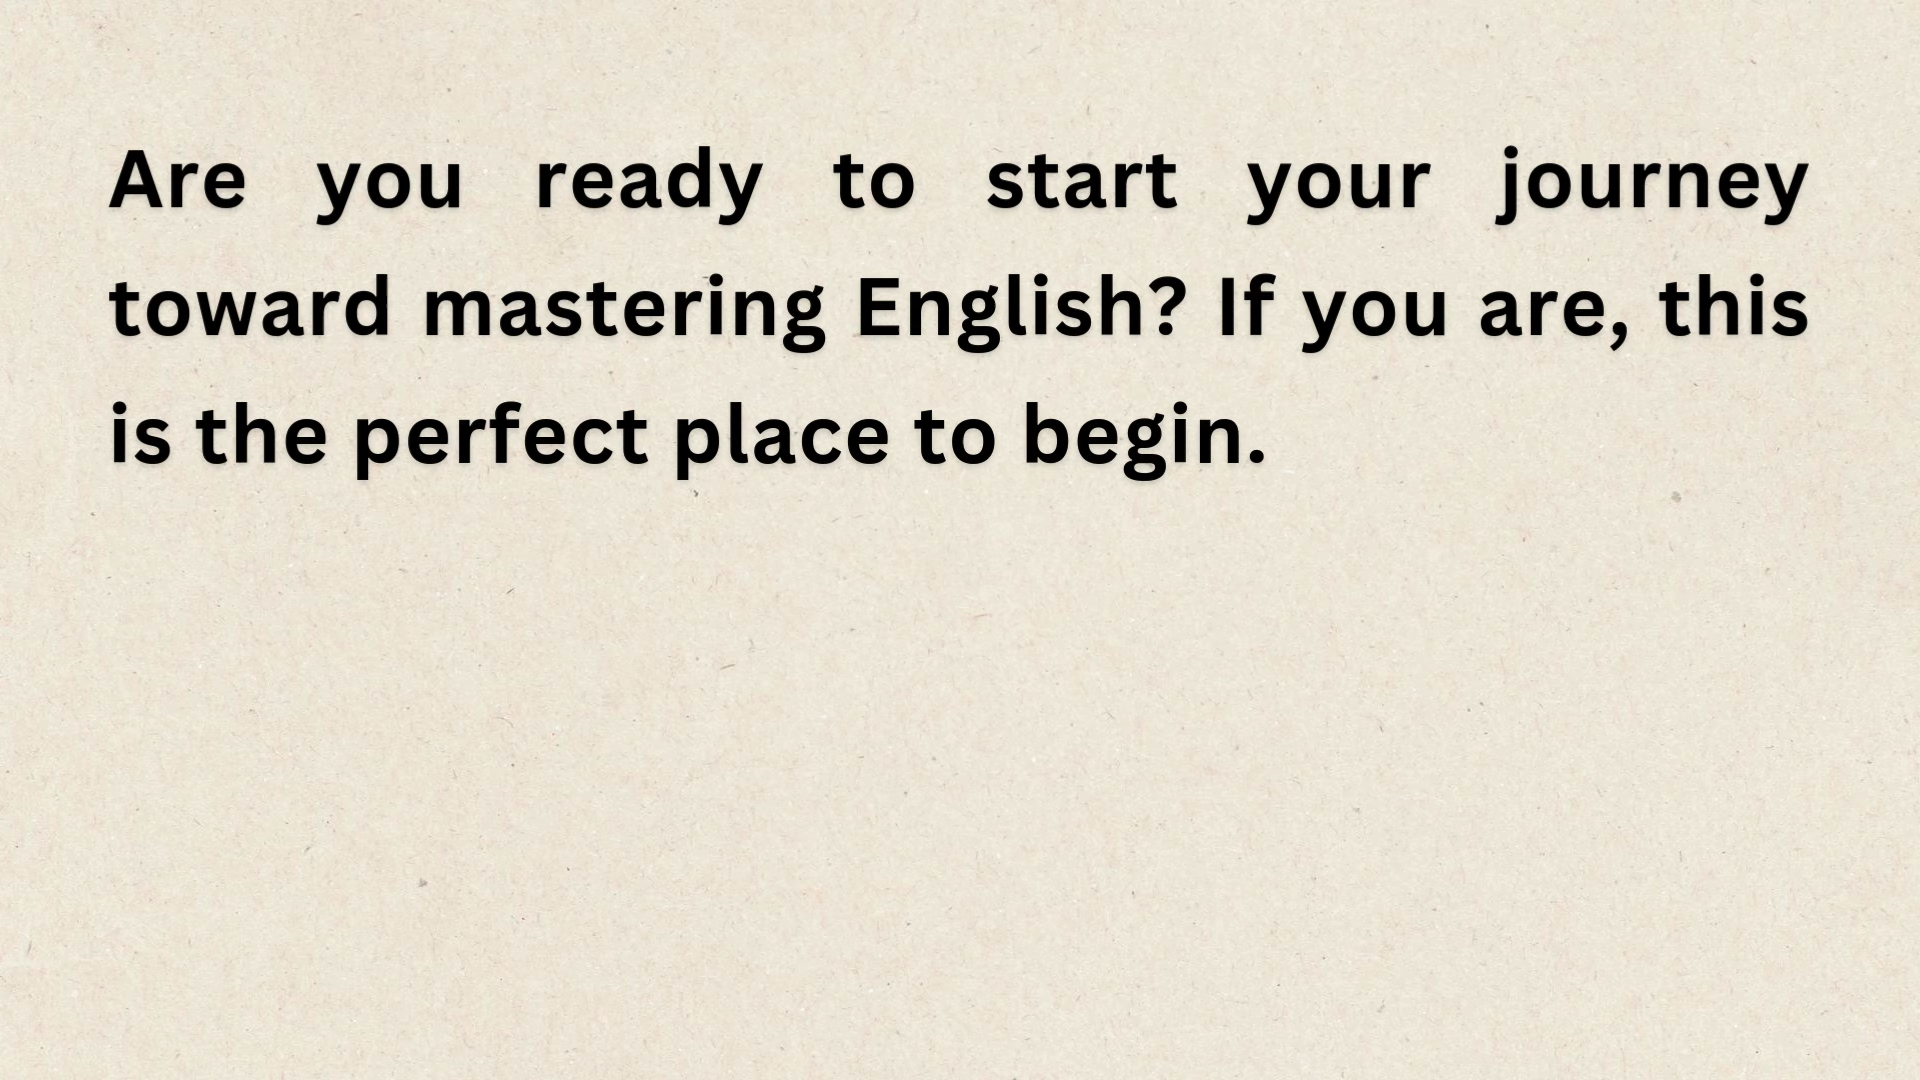 Are you ready to start your journey
toward mastering English? If you are, this
is the perfect place to begin.